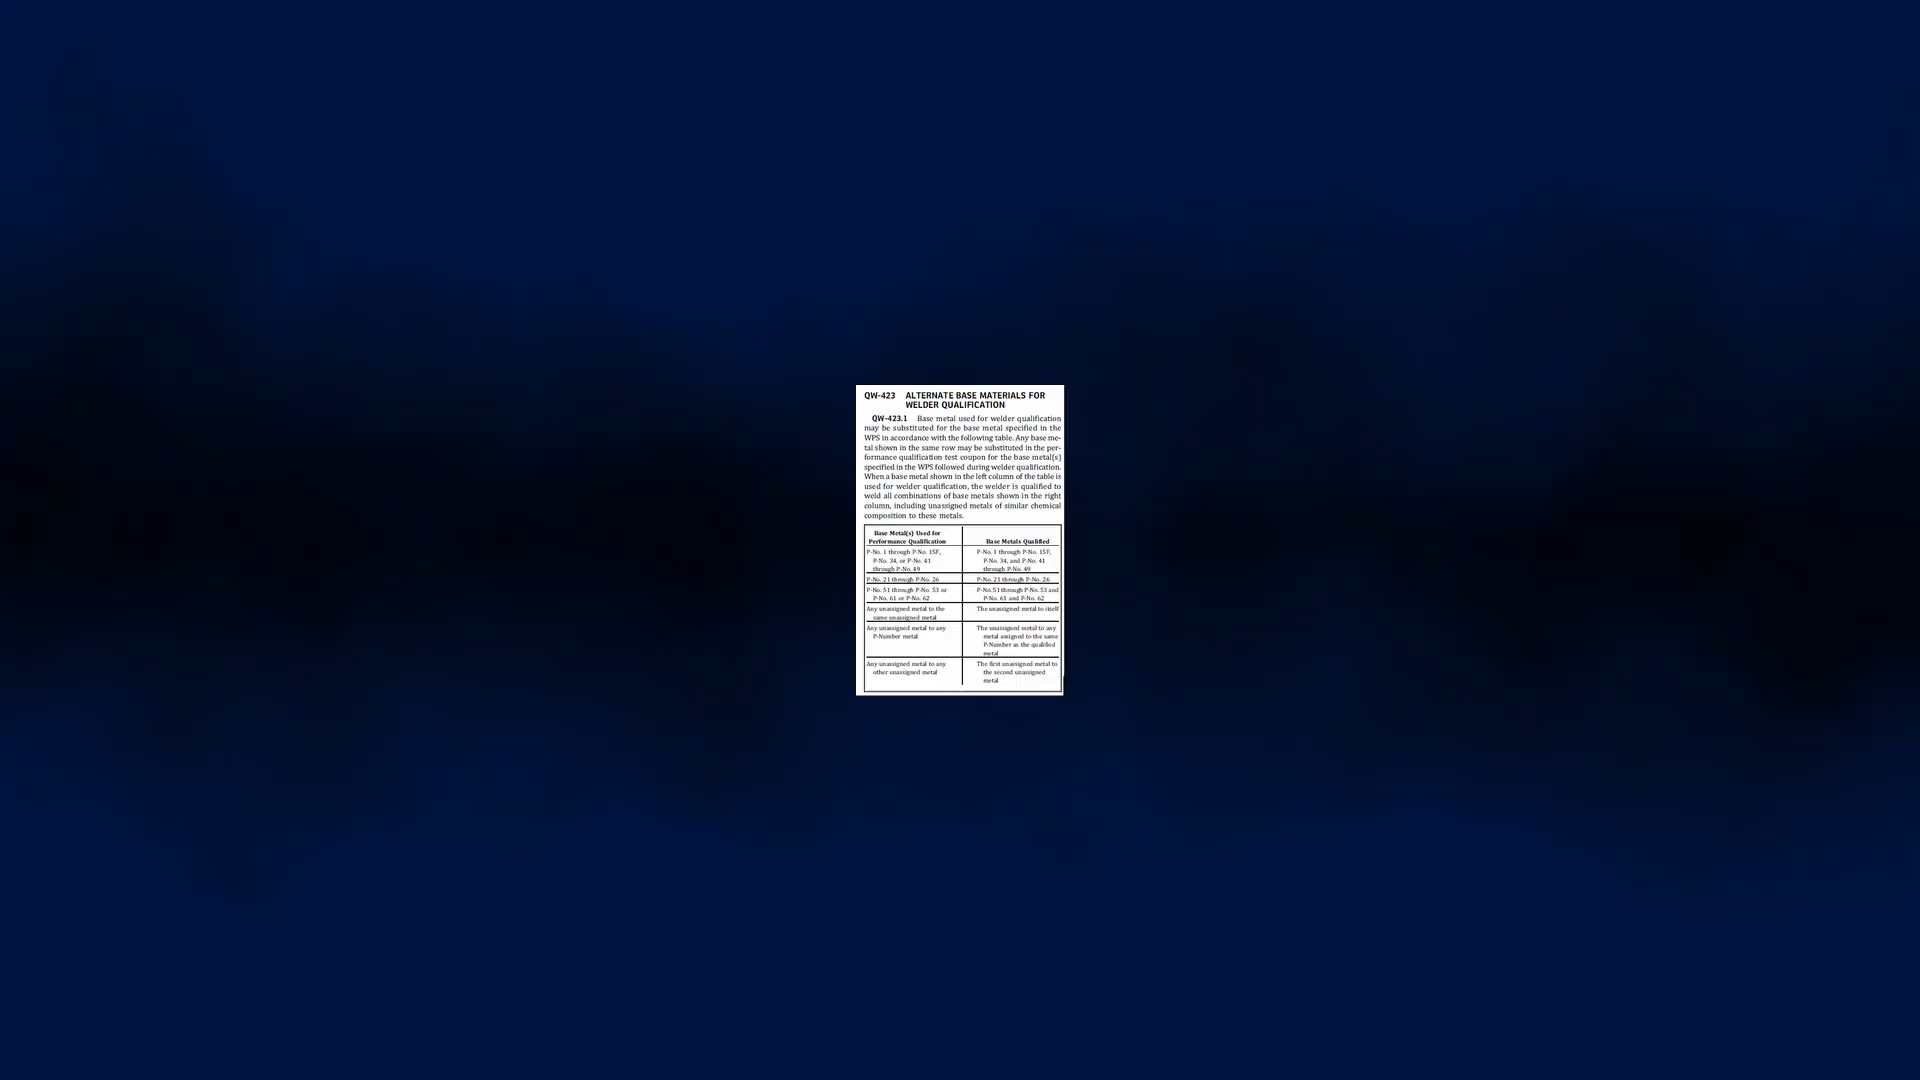 QW-423 ALTERNATE BASE MATERIALS FOR
WELDER QUALIFICATION
QW-423.1 Base metal used for welder qualification
may be substituted for the base metal specified in the
WPS in accordance with the following table. Any base me-
tal shown in the same row may be substituted in the per-
formance qualification test coupon for the base metal(s)
specified in the WPS followed during welder qualification.
When a base metal shown in the left column of the table is
used for welder qualification, the welder is qualified to
weld all combinations of base metals shown in the right
column, including unassigned metals of similar chemical
composition to these metals.
Base Metal(s) Used for
Performance Qualification
Base Metals Qualified
P-No. 1 through P-No. 15F,
P-No. 34, or P-No. 41
through P-No. 49
P-No. 1 through P-No. 15F,
P-No. 34, and P-No. 41
through P-No. 49
P-No. 21 through P-No. 26
P-No. 21 through P-No. 26
P-No. 51 through P-No. 53 or
P-No. 61 or P-No. 62
P-No. 51 through P-No. 53 and
P-No. 61 and P-No. 62
Any unassigned metal to the
same unassigned metal
The unassigned metal to itself
Any unassigned metal to any
P-Number metal
The unassigned metal to any
metal assigned to the same
P-Number as the qualified
metal
Any unassigned metal to any
other unassigned metal
The first unassigned metal to
the second unassigned
metal